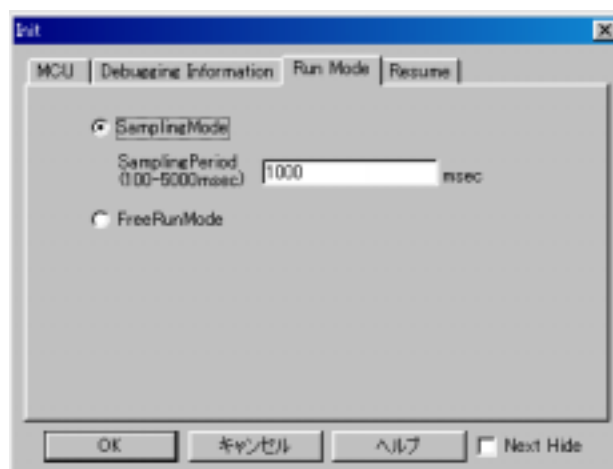 Init
MCU Debugging Information Run Mode Resume
SamplingMode
SamplingPeriod
(100-5000msec) 1000 msec
FreeRunMode
OK キャンセル ヘルプ Next Hide